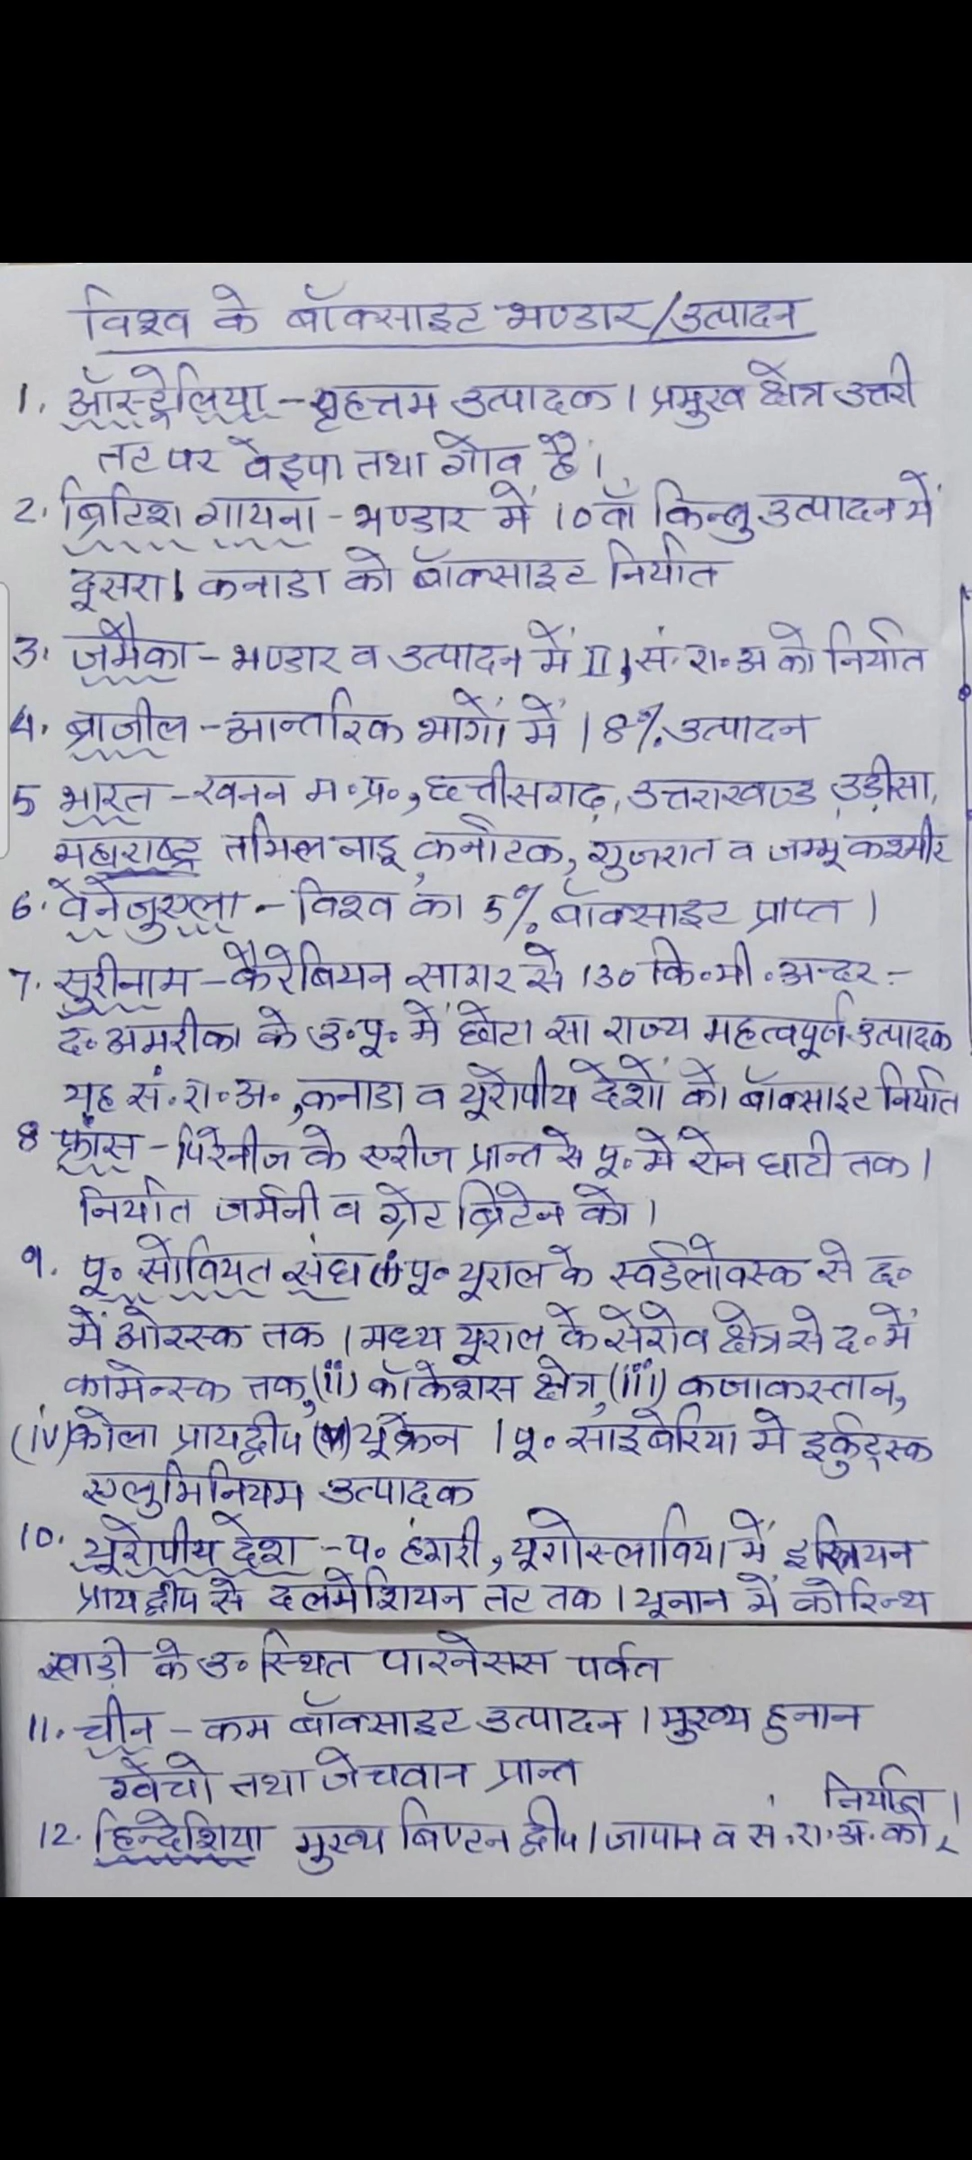 विश्व के बॉक्साइट भण्डार/उत्पादन
1. ऑस्ट्रेलिया - बृहत्तम उत्पादक। प्रमुख क्षेत्र उत्तरी
तट पर वेइपा तथा गोव हैं।
2. ब्रिटिश गायना - भण्डार में 10वाँ किन्तु उत्पादन में
दूसरा। कनाडा को बॉक्साइट निर्यात
3. जमैका - भण्डार व उत्पादन में II, सं.रा.अ को निर्यात
4. ब्राजील - आन्तरिक भागों में 18% उत्पादन
5 भारत - खनन म.प्र., छत्तीसगढ़, उत्तराखण्ड उड़ीसा,
महाराष्ट्र तमिलनाडू, कर्नाटक, गुजरात व जम्मू कश्मीर
6. वेनेजुएला - विश्व का 5% बॉक्साइट प्राप्त।
7. सूरीनाम - कैरेबियन सागर से 130 कि.मी. अन्दर -
द॰ अमरीका के उ॰ पू॰ में छोटा सा राज्य महत्वपूर्ण उत्पादक
यह सं.रा.अ., कनाडा व यूरोपीय देशों को बॉक्साइट निर्यात
8 फ्रांस - पिरेनीज के एरीज प्रान्त से पू॰ में रोन घाटी तक।
निर्यात जर्मनी व ग्रेट ब्रिटेन को।
9. पू॰ सोवियत संघ (i) पू॰ यूराल के स्वर्डलोवस्क से द॰
में ओरस्क तक। मध्य यूराल के सेरोव क्षेत्र से द॰ में
कामेन्स्क तक, (ii) कॉकेशस क्षेत्र, (iii) कजाकस्तान,
(iv) कोला प्रायद्वीप (v) यूक्रेन। पू॰ साइबेरिया में इर्कुट्स्क
एलुमिनियम उत्पादक
10. यूरोपीय देश - प॰ हंगरी, यूगोस्लाविया में इस्त्रियन
प्रायद्वीप से दलमेशियन तट तक। यूनान में कोरिन्थ
खाड़ी के उ॰ स्थित पारनेसस पर्वत
11. चीन - कम बॉक्साइट उत्पादन। मुख्य हुनान
ख्वेचो तथा जेचवान प्रान्त
निर्यात।
12. हिन्देशिया मुख्य बिण्टन द्वीप। जापान व सं.रा.अ. को